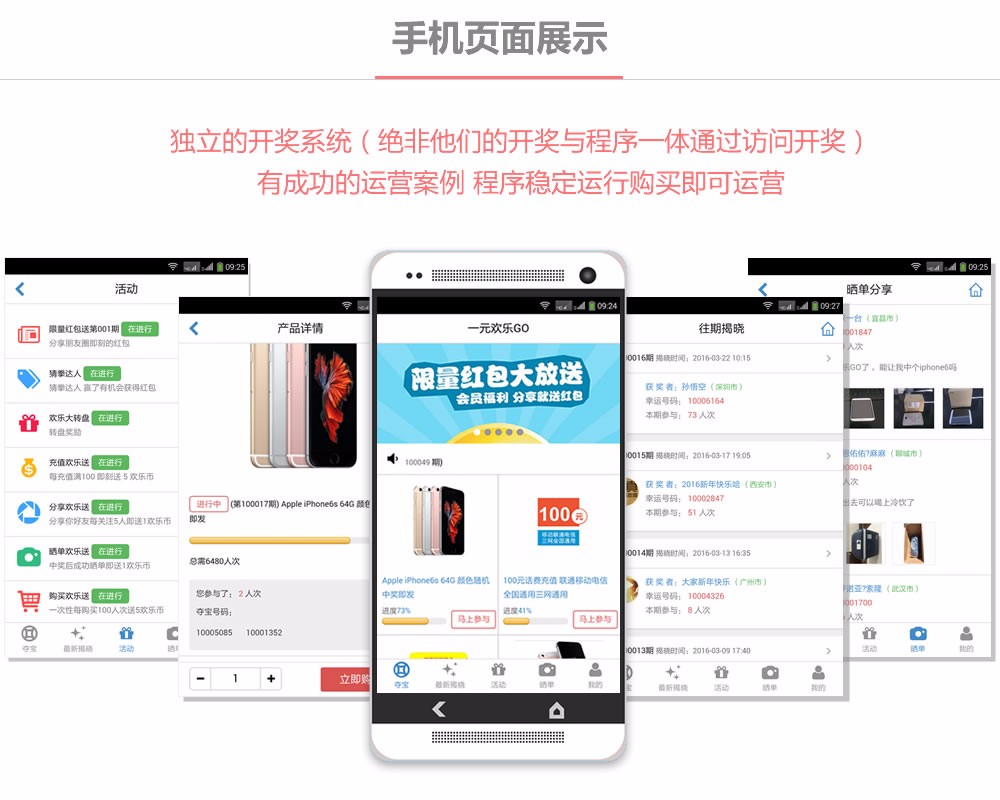 手机页面展示
独立的开奖系统（绝非他们的开奖与程序一体通过访问开奖）
有成功的运营案例 程序稳定运行购买即可运营
09:25
活动
限量红包送第001期 在进行
分享朋友圈即刻的红包
猜拳达人 在进行
猜拳达人 赢了有机会获得红包
欢乐大转盘 在进行
转盘奖励
充值欢乐送 在进行
每充值满100 即刻送 5 欢乐币
分享欢乐送 在进行
分享你好友每关注5人即送1欢乐币
晒单欢乐送 在进行
中奖后成功晒单即送1欢乐币
购买欢乐送 在进行
一次性每购买100人次送5欢乐币
夺宝 最新揭晓 活动 晒
产品详情
进行中 (第100017期) Apple iPhone6s 64G 颜色
即发
总需6480人次
您参与了： 2 人次
夺宝号码：
10005085 10001352
− 1 + 立即购
09:24
一元欢乐GO
限量红包大放送
会员福利 分享就送红包
100049 期)
Apple iPhone6s 64G 颜色随机
中奖即发
进度73%
马上参与
100元
移动联通电信
三网全国通用
100元话费充值 联通移动电信
全国通用三网通用
进度41%
马上参与
夺宝 最新揭晓 活动 晒单 我的
09:27
往期揭晓
0016期 揭晓时间：2016-03-22 10:15
获 奖 者：孙悟空（深圳市）
幸运号码：10006164
本期参与：73 人次
0015期 揭晓时间：2016-03-17 19:05
获 奖 者：2016新年快乐哈（西安市）
幸运号码：10002847
本期参与：51 人次
0014期 揭晓时间：2016-03-13 16:35
获 奖 者：大家新年快乐（广州市）
幸运号码：10004326
本期参与：8 人次
0013期 揭晓时间：2016-03-09 17:40
最新揭晓 活动 晒单 我的
09:25
晒单分享
一台（宜昌市）
001847
人次
乐GO了，能让我中个iphone6吗
恩佑佑?麻麻（聊城市）
000104
人次
出去可以喝上冷饮了
诺亚?索隆（武汉市）
001700
人次
活动 晒单 我的